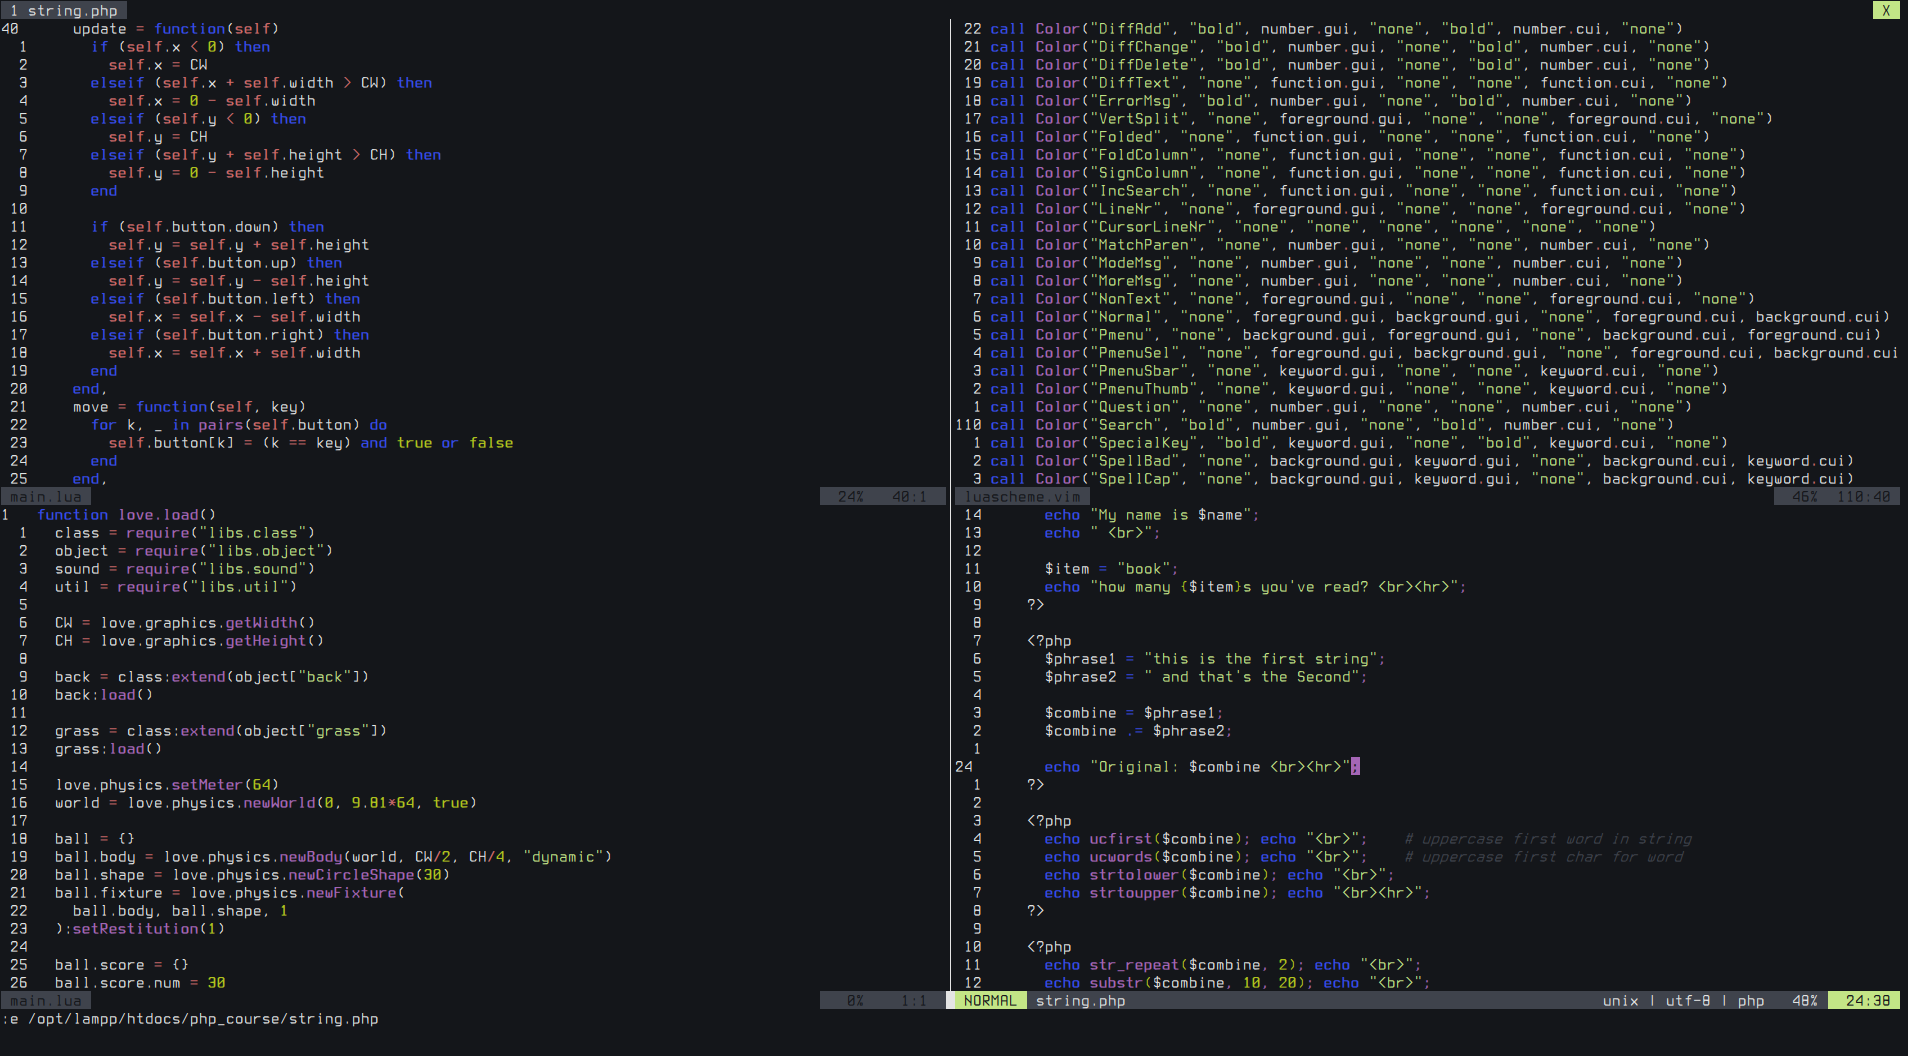 1 string.php
X
40      update = function(self)
  1       if (self.x < 0) then
  2         self.x = CW
  3       elseif (self.x + self.width > CW) then
  4         self.x = 0 - self.width
  5       elseif (self.y < 0) then
  6         self.y = CH
  7       elseif (self.y + self.height > CH) then
  8         self.y = 0 - self.height
  9       end
 10
 11       if (self.button.down) then
 12         self.y = self.y + self.height
 13       elseif (self.button.up) then
 14         self.y = self.y - self.height
 15       elseif (self.button.left) then
 16         self.x = self.x - self.width
 17       elseif (self.button.right) then
 18         self.x = self.x + self.width
 19       end
 20     end,
 21     move = function(self, key)
 22       for k, _ in pairs(self.button) do
 23         self.button[k] = (k == key) and true or false
 24       end
 25     end,
main.lua 24% 40:1
1   function love.load()
  1   class = require("libs.class")
  2   object = require("libs.object")
  3   sound = require("libs.sound")
  4   util = require("libs.util")
  5
  6   CW = love.graphics.getWidth()
  7   CH = love.graphics.getHeight()
  8
  9   back = class:extend(object["back"])
 10   back:load()
 11
 12   grass = class:extend(object["grass"])
 13   grass:load()
 14
 15   love.physics.setMeter(64)
 16   world = love.physics.newWorld(0, 9.81*64, true)
 17
 18   ball = {}
 19   ball.body = love.physics.newBody(world, CW/2, CH/4, "dynamic")
 20   ball.shape = love.physics.newCircleShape(30)
 21   ball.fixture = love.physics.newFixture(
 22     ball.body, ball.shape, 1
 23   ):setRestitution(1)
 24
 25   ball.score = {}
 26   ball.score.num = 30
main.lua 0% 1:1
 22 call Color("DiffAdd", "bold", number.gui, "none", "bold", number.cui, "none")
 21 call Color("DiffChange", "bold", number.gui, "none", "bold", number.cui, "none")
 20 call Color("DiffDelete", "bold", number.gui, "none", "bold", number.cui, "none")
 19 call Color("DiffText", "none", function.gui, "none", "none", function.cui, "none")
 18 call Color("ErrorMsg", "bold", number.gui, "none", "bold", number.cui, "none")
 17 call Color("VertSplit", "none", foreground.gui, "none", "none", foreground.cui, "none")
 16 call Color("Folded", "none", function.gui, "none", "none", function.cui, "none")
 15 call Color("FoldColumn", "none", function.gui, "none", "none", function.cui, "none")
 14 call Color("SignColumn", "none", function.gui, "none", "none", function.cui, "none")
 13 call Color("IncSearch", "none", function.gui, "none", "none", function.cui, "none")
 12 call Color("LineNr", "none", foreground.gui, "none", "none", foreground.cui, "none")
 11 call Color("CursorLineNr", "none", "none", "none", "none", "none", "none")
 10 call Color("MatchParen", "none", number.gui, "none", "none", number.cui, "none")
  9 call Color("ModeMsg", "none", number.gui, "none", "none", number.cui, "none")
  8 call Color("MoreMsg", "none", number.gui, "none", "none", number.cui, "none")
  7 call Color("NonText", "none", foreground.gui, "none", "none", foreground.cui, "none")
  6 call Color("Normal", "none", foreground.gui, background.gui, "none", foreground.cui, background.cui)
  5 call Color("Pmenu", "none", background.gui, foreground.gui, "none", background.cui, foreground.cui)
  4 call Color("PmenuSel", "none", foreground.gui, background.gui, "none", foreground.cui, background.cui
  3 call Color("PmenuSbar", "none", keyword.gui, "none", "none", keyword.cui, "none")
  2 call Color("PmenuThumb", "none", keyword.gui, "none", "none", keyword.cui, "none")
  1 call Color("Question", "none", number.gui, "none", "none", number.cui, "none")
110 call Color("Search", "bold", number.gui, "none", "bold", number.cui, "none")
  1 call Color("SpecialKey", "bold", keyword.gui, "none", "bold", keyword.cui, "none")
  2 call Color("SpellBad", "none", background.gui, keyword.gui, "none", background.cui, keyword.cui)
  3 call Color("SpellCap", "none", background.gui, keyword.gui, "none", background.cui, keyword.cui)
luascheme.vim 46% 110:40
 14       echo "My name is $name";
 13       echo " <br>";
 12
 11       $item = "book";
 10       echo "how many {$item}s you've read? <br><hr>";
  9     ?>
  8
  7     <?php
  6       $phrase1 = "this is the first string";
  5       $phrase2 = " and that's the Second";
  4
  3       $combine = $phrase1;
  2       $combine .= $phrase2;
  1
24        echo "Original: $combine <br><hr>";
  1     ?>
  2
  3     <?php
  4       echo ucfirst($combine); echo "<br>";    # uppercase first word in string
  5       echo ucwords($combine); echo "<br>";    # uppercase first char for word
  6       echo strtolower($combine); echo "<br>";
  7       echo strtoupper($combine); echo "<br><hr>";
  8     ?>
  9
 10     <?php
 11       echo str_repeat($combine, 2); echo "<br>";
 12       echo substr($combine, 10, 20); echo "<br>";
NORMAL string.php unix | utf-8 | php 48% 24:38
:e /opt/lampp/htdocs/php_course/string.php